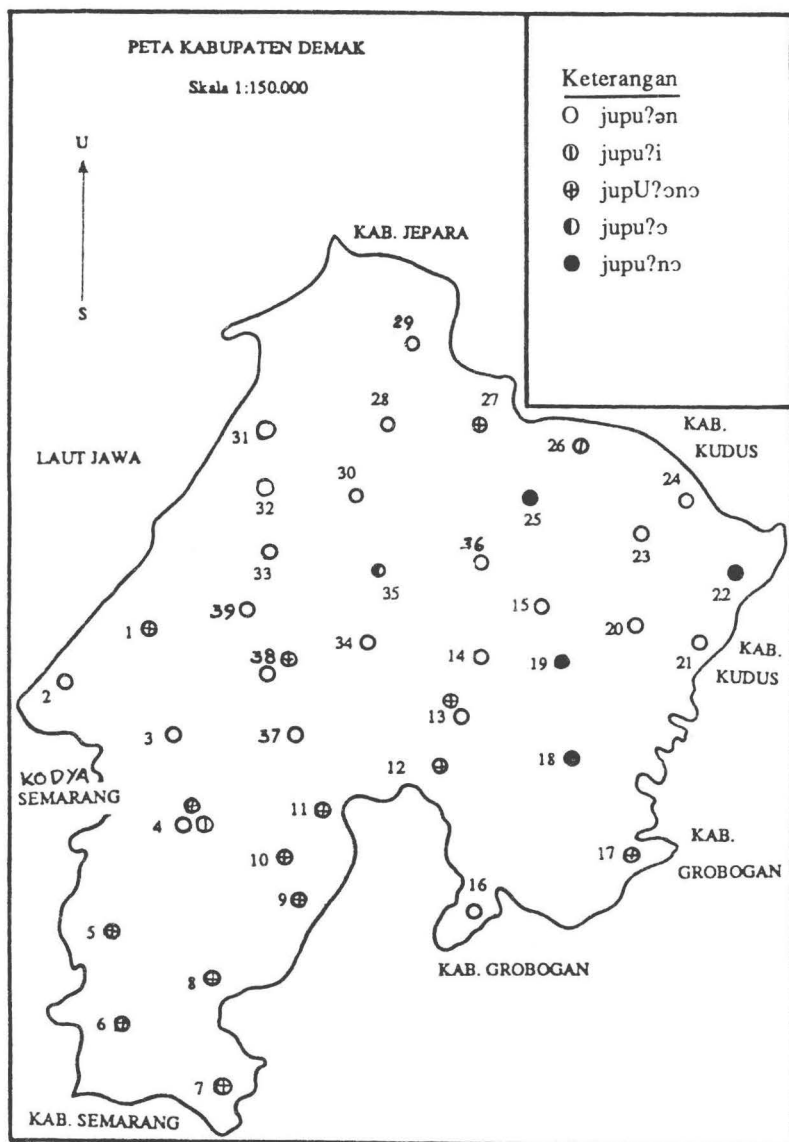 PETA KABUPATEN DEMAK
Skala 1:150.000
U
S
Keterangan
jupu?ən
jupu?i
jupU?ɔnɔ
jupu?ɔ
jupu?nɔ
KAB. JEPARA
29
28
27
26
KAB.
KUDUS
31
LAUT JAWA
30
24
32
25
36
23
33
35
22
39
15
1
20
38
34
14
19
21
KAB.
KUDUS
2
13
3
37
12
18
KODYA
SEMARANG
11
4
10
17
KAB.
GROBOGAN
9
16
5
KAB. GROBOGAN
8
6
7
KAB. SEMARANG